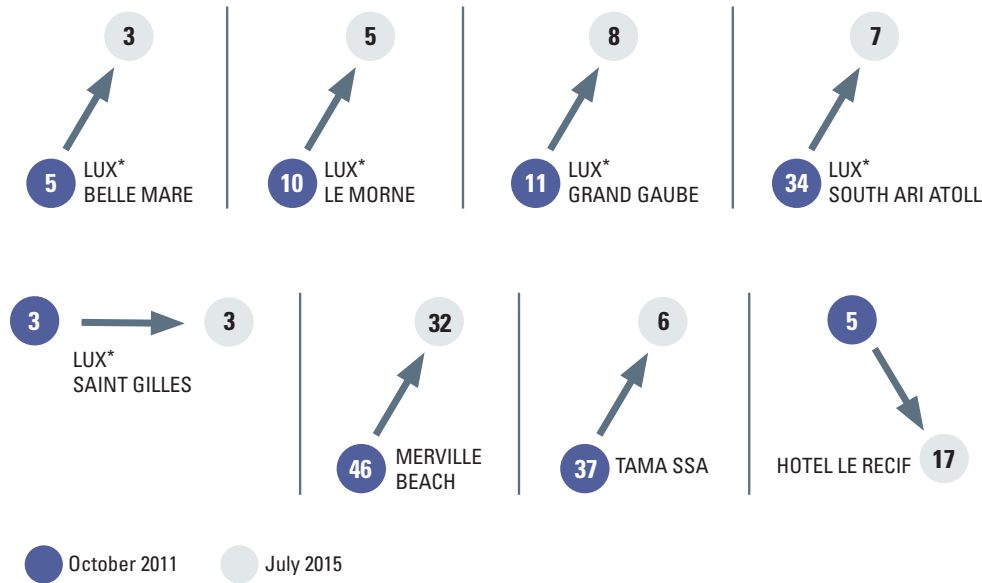 3
5
8
7
5
LUX*
BELLE MARE
10
LUX*
LE MORNE
11
LUX*
GRAND GAUBE
34
LUX*
SOUTH ARI ATOLL
3
3
LUX*
SAINT GILLES
32
46
MERVILLE
BEACH
6
37
TAMA SSA
5
HOTEL LE RECIF
17
October 2011
July 2015